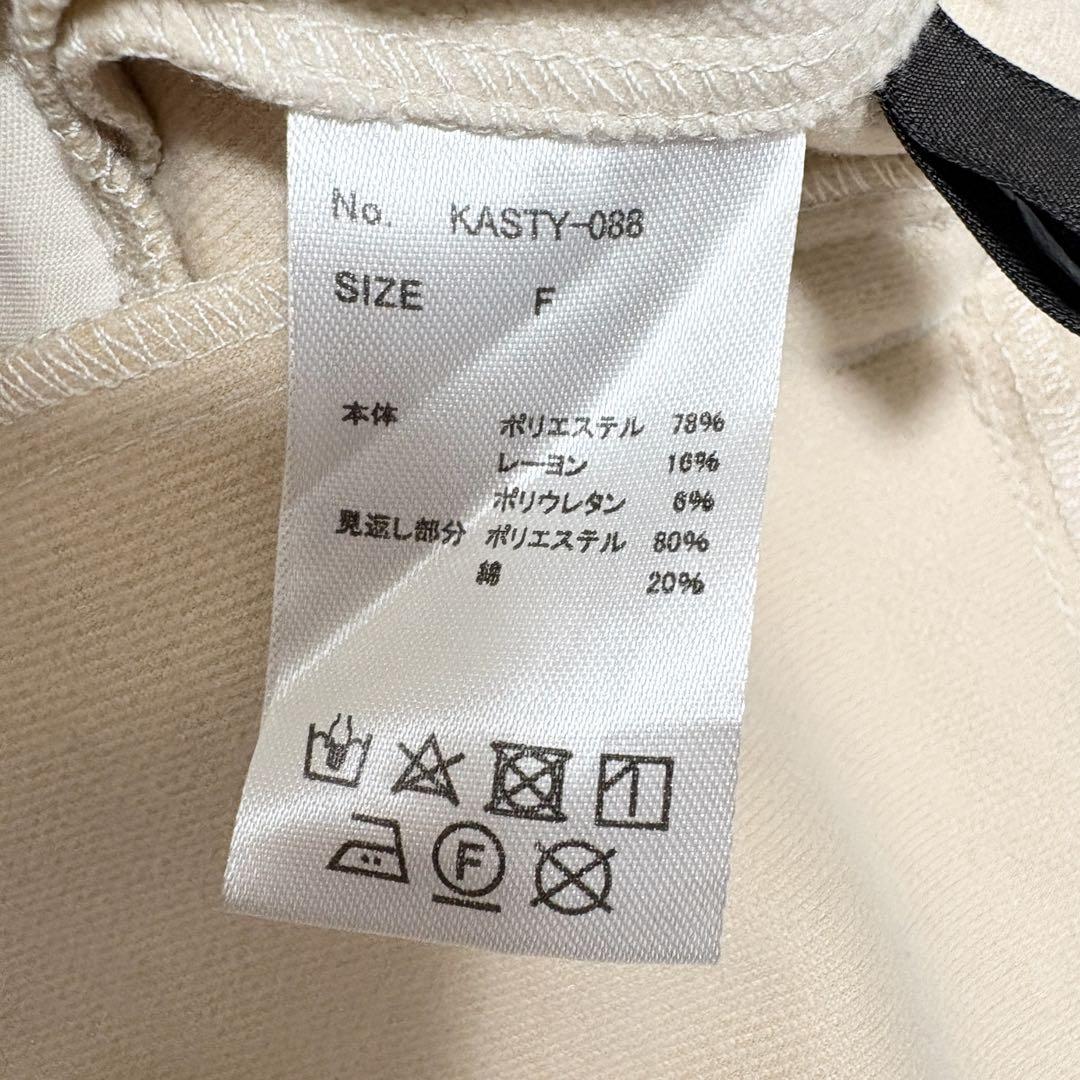 No. KASTY-088
SIZE F
本体 ポリエステル 78%
レーヨン 16%
ポリウレタン 6%
見返し部分 ポリエステル 80%
綿 20%
F